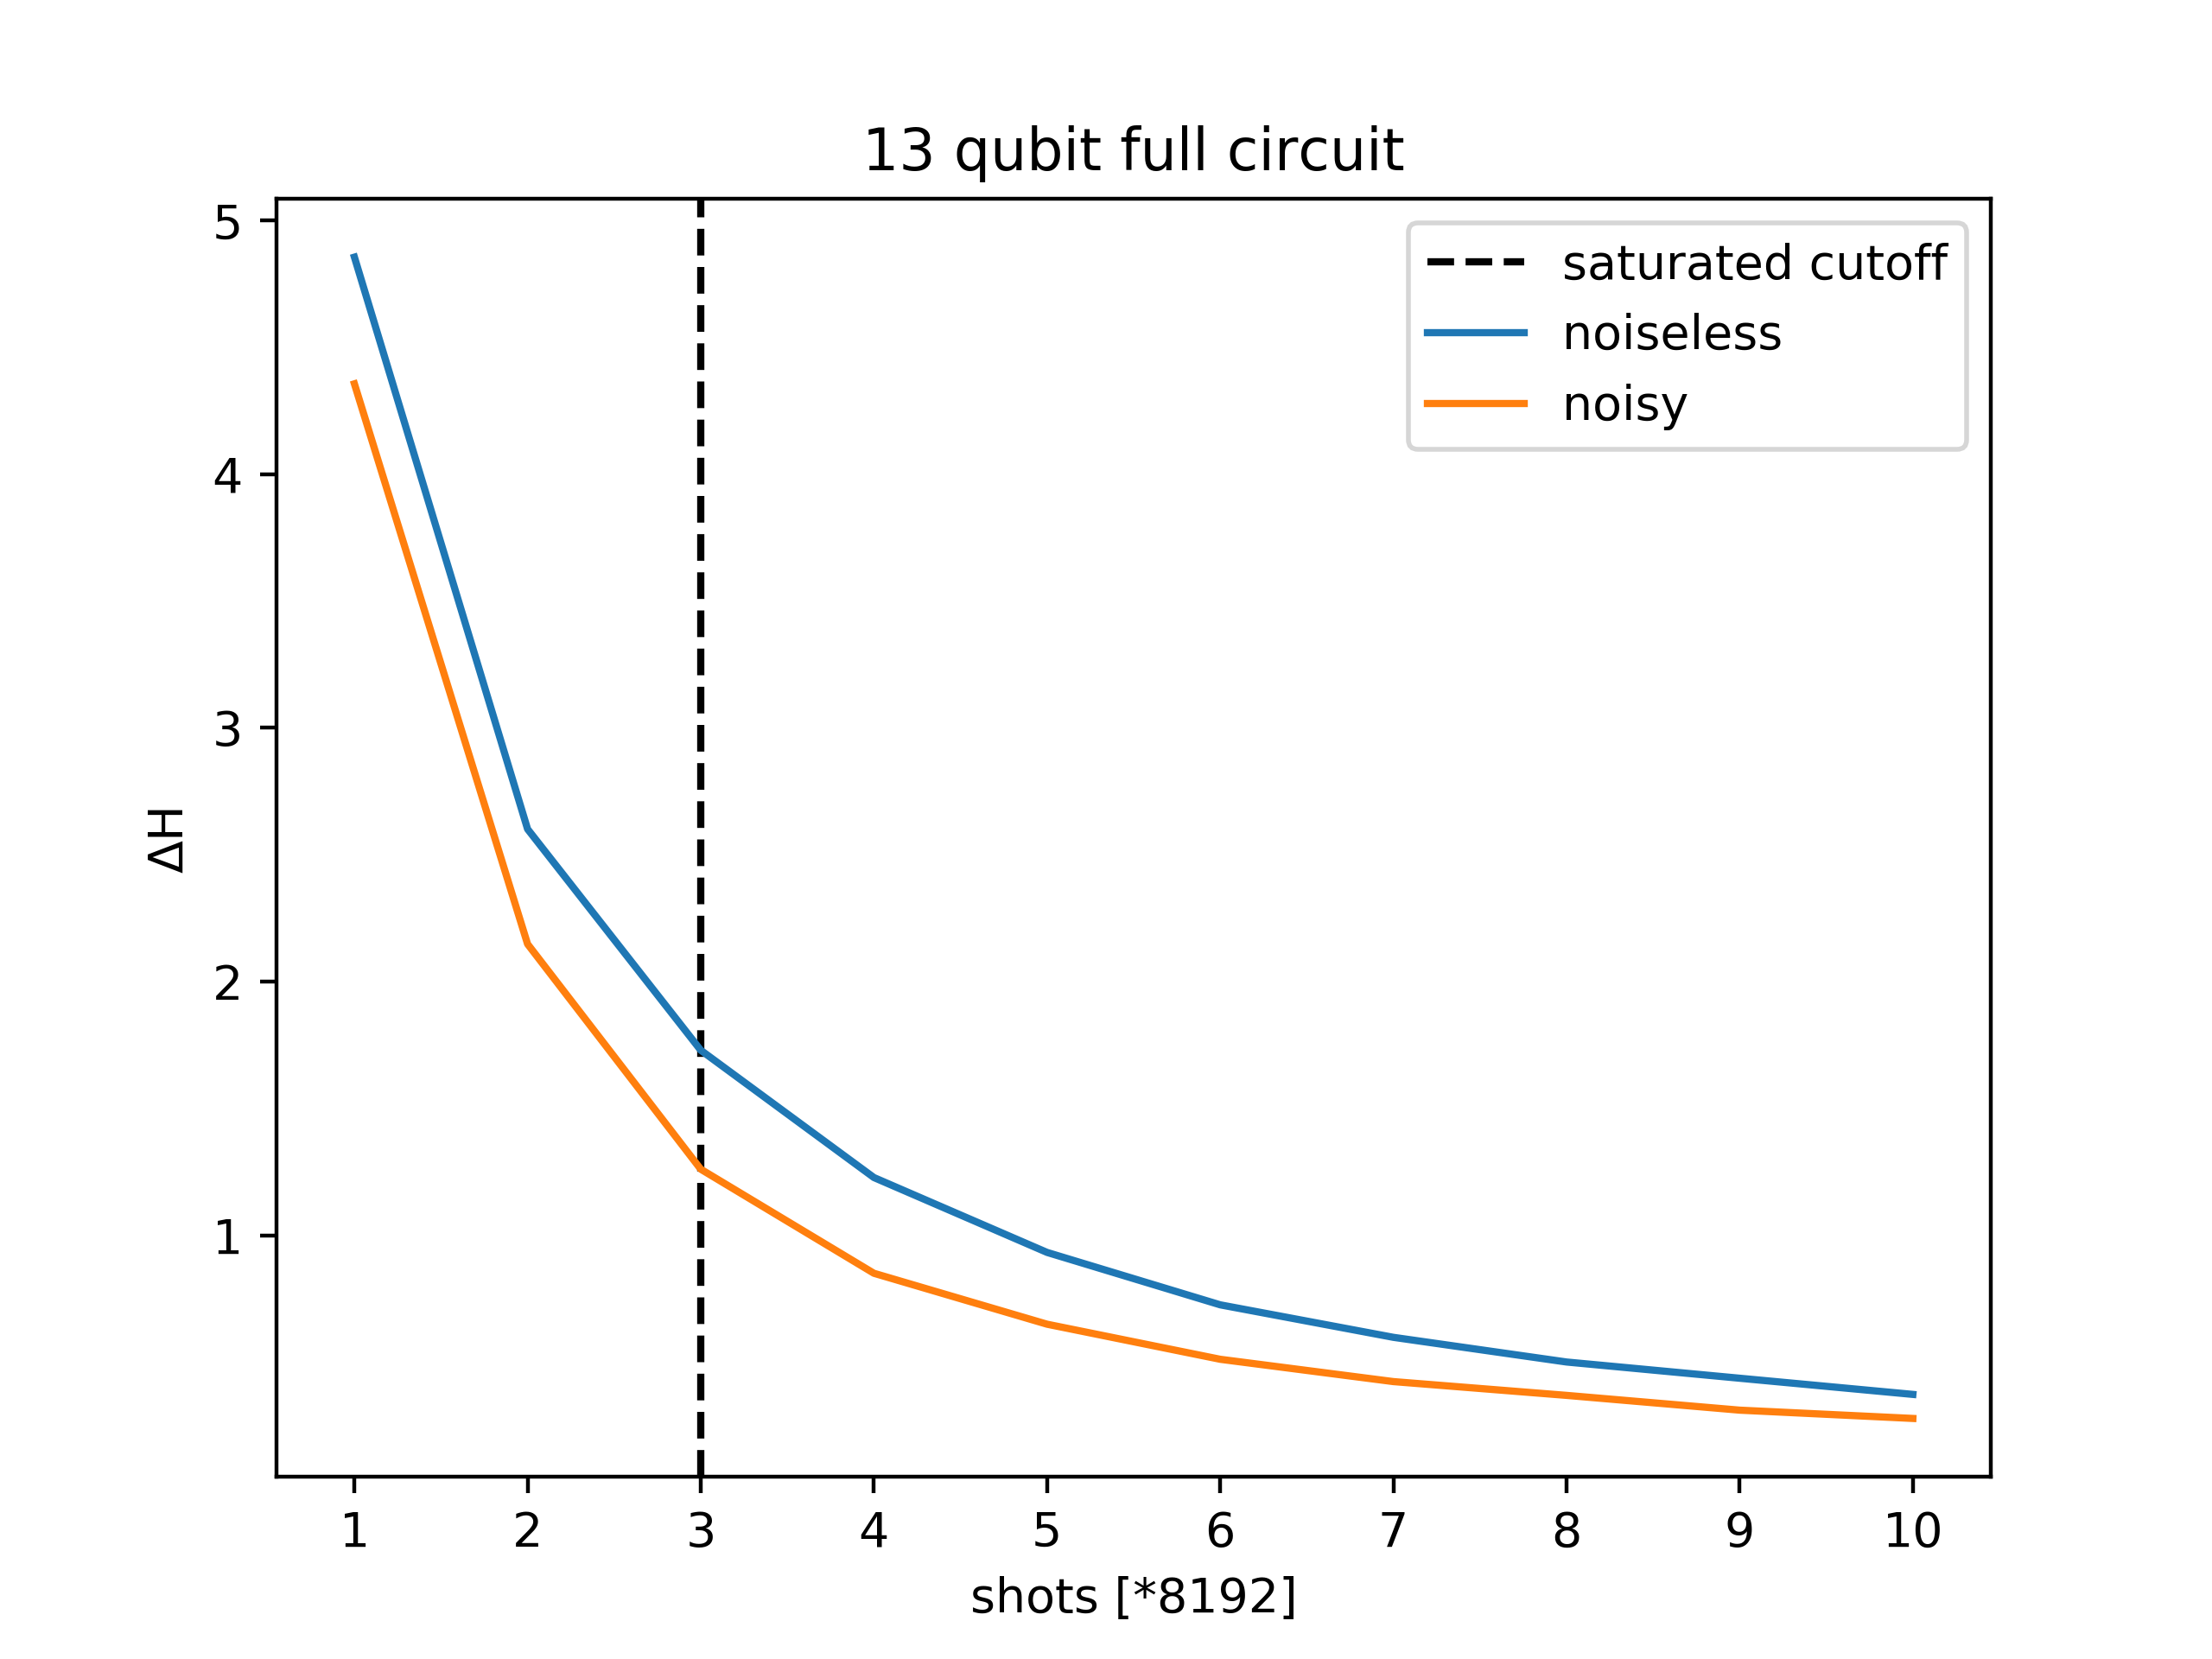 13 qubit full circuit
saturated cutoff
noiseless
noisy
5
4
3
2
1
ΔH
1 2 3 4 5 6 7 8 9 10
shots [*8192]